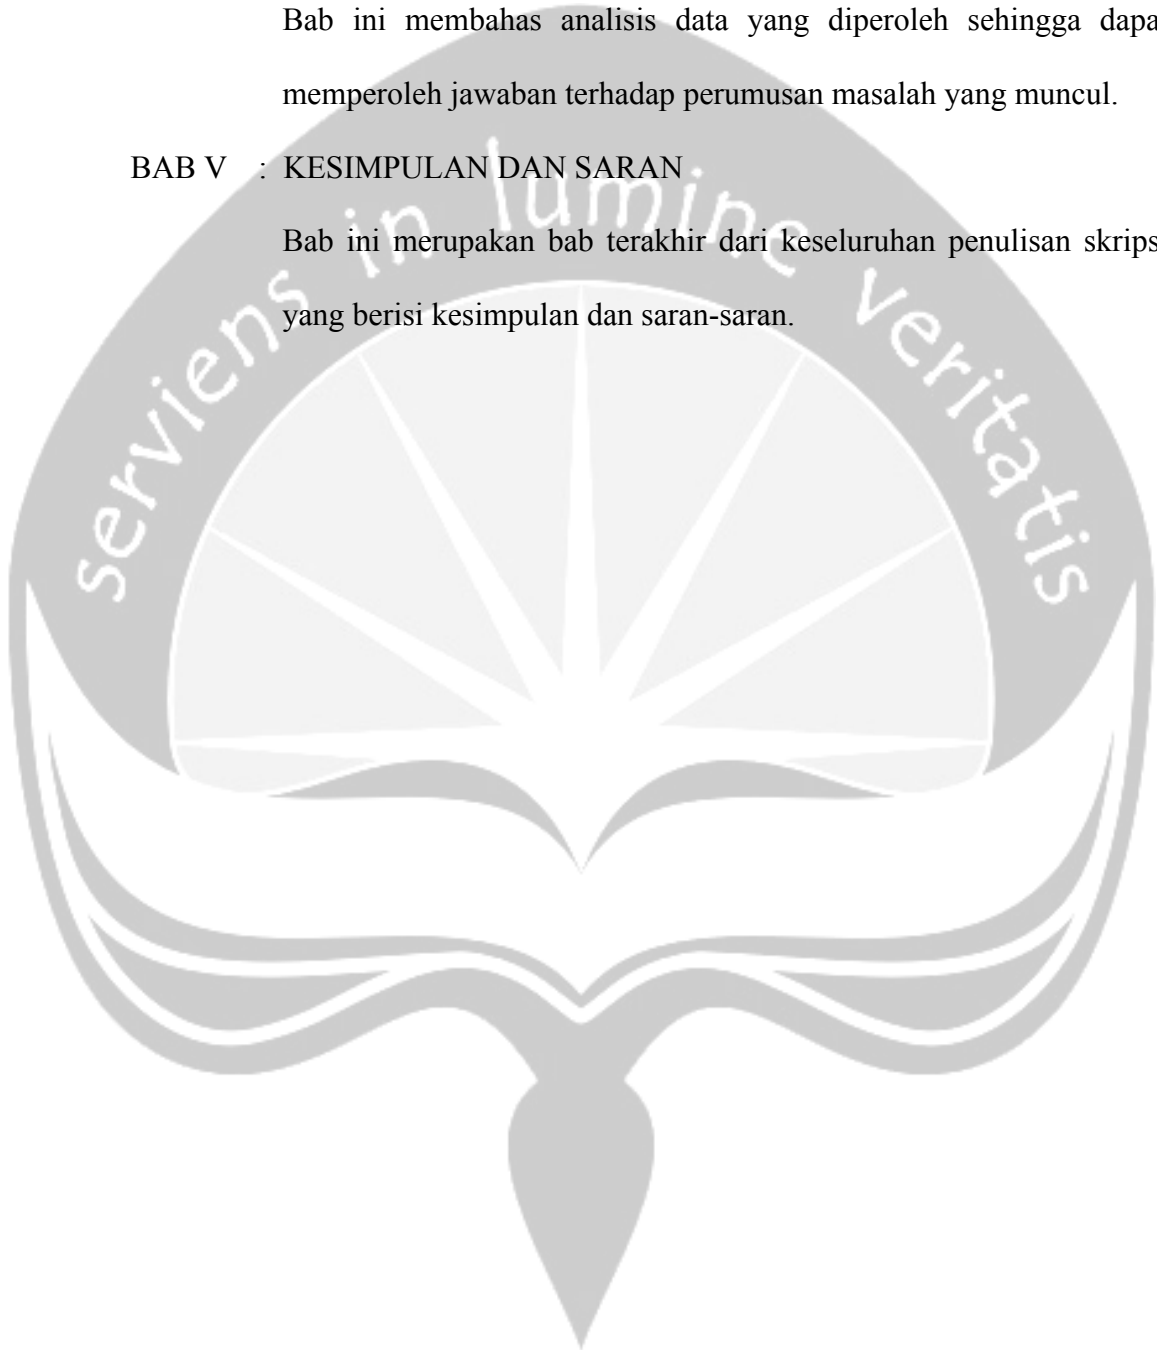 Bab ini membahas analisis data yang diperoleh sehingga dapa
memperoleh jawaban terhadap perumusan masalah yang muncul.
BAB V : KESIMPULAN DAN SARAN
Bab ini merupakan bab terakhir dari keseluruhan penulisan skrips
yang berisi kesimpulan dan saran-saran.
serviens in lumine veritatis